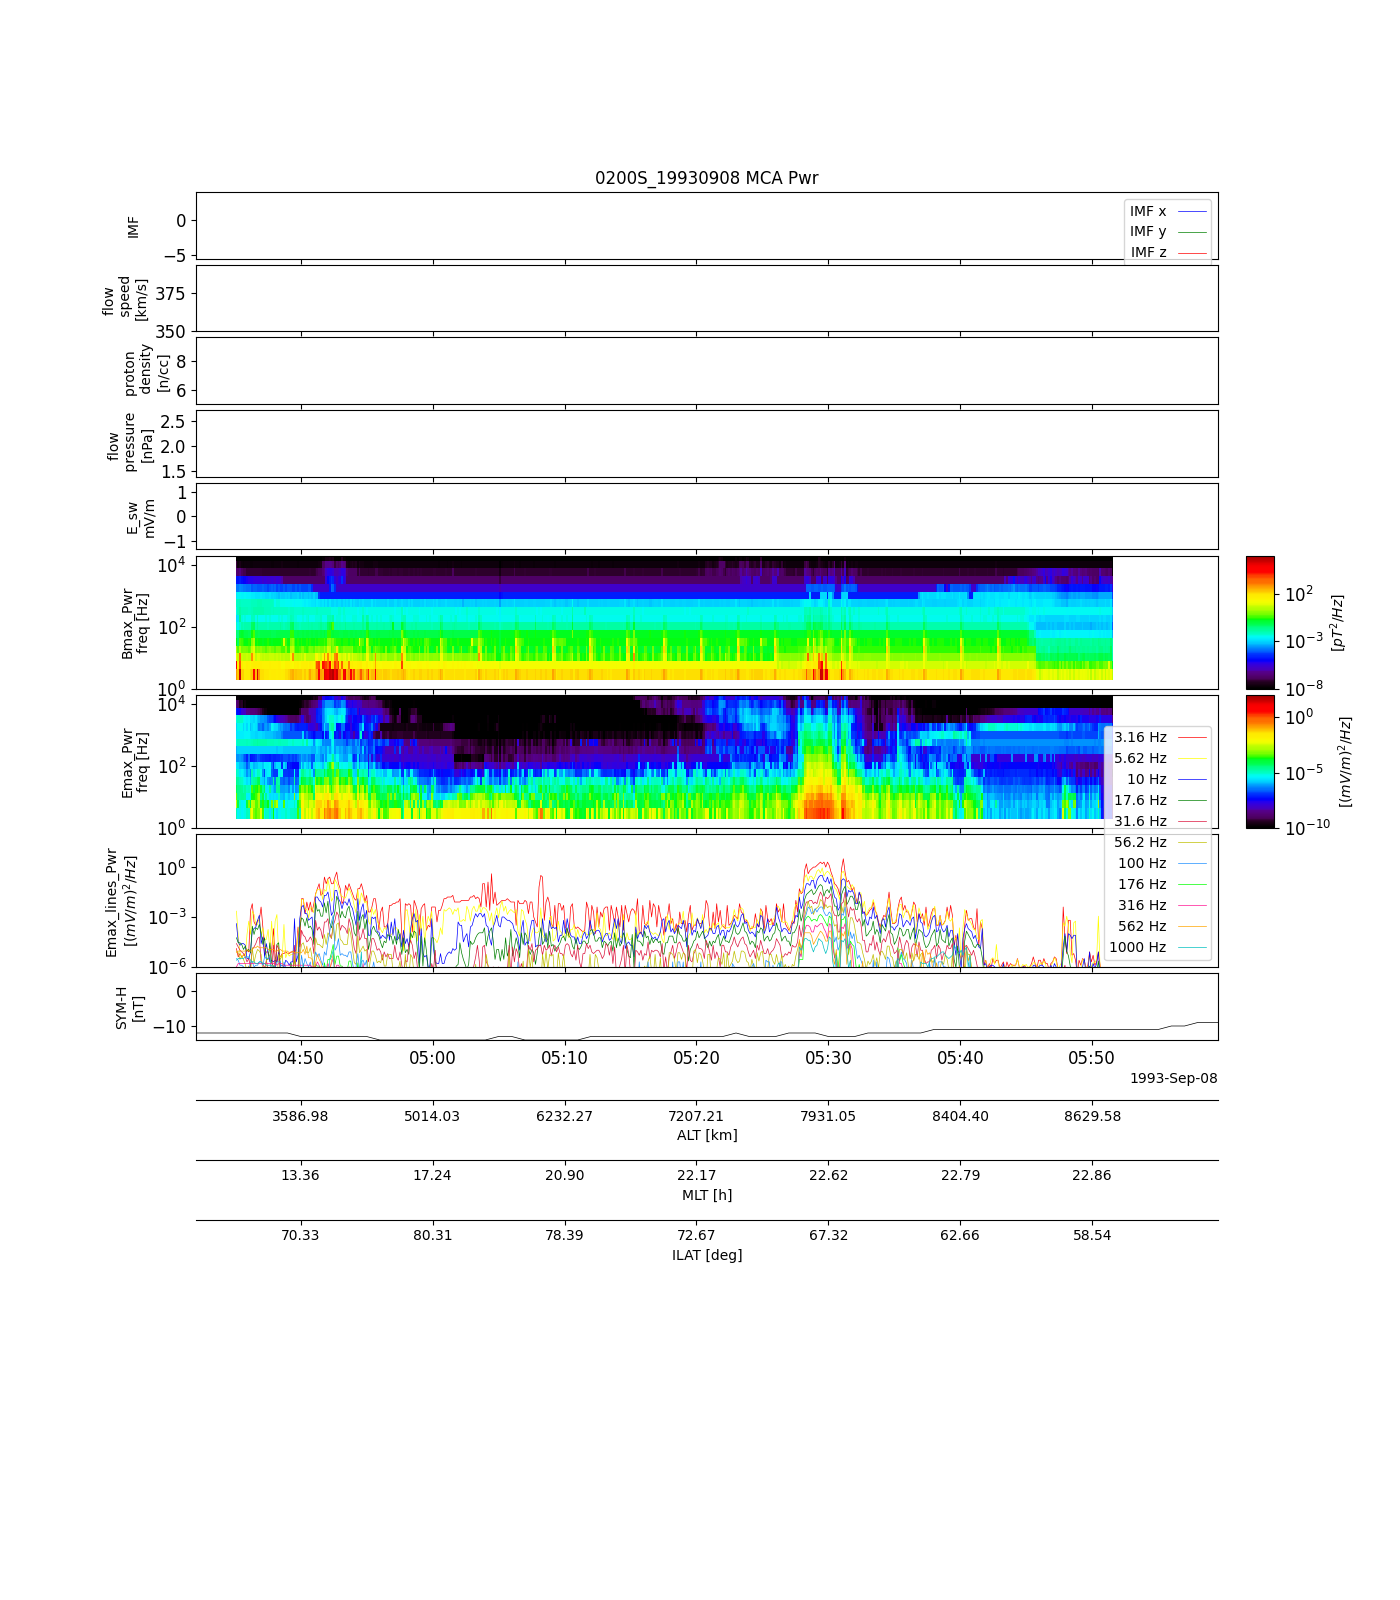 0200S_19930908 MCA Pwr
IMF
0
−5
IMF x
IMF y
IMF z
flow
speed
[km/s]
375
350
proton
density
[n/cc]
8
6
flow
pressure
[nPa]
2.5
2.0
1.5
E_sw
mV/m
1
0
−1
Bmax_Pwr
freq [Hz]
10^4
10^2
10^0
10^2
10^−3
10^−8
[pT^2/Hz]
Emax_Pwr
freq [Hz]
10^4
10^2
10^0
10^0
10^−5
10^−10
[(mV/m)^2/Hz]
3.16 Hz
5.62 Hz
10 Hz
17.6 Hz
31.6 Hz
56.2 Hz
100 Hz
176 Hz
316 Hz
562 Hz
1000 Hz
Emax_lines_Pwr
[(mV/m)^2/Hz]
10^0
10^−3
10^−6
SYM-H
[nT]
0
−10
04:50 05:00 05:10 05:20 05:30 05:40 05:50
1993-Sep-08
3586.98 5014.03 6232.27 7207.21 7931.05 8404.40 8629.58
ALT [km]
13.36 17.24 20.90 22.17 22.62 22.79 22.86
MLT [h]
70.33 80.31 78.39 72.67 67.32 62.66 58.54
ILAT [deg]